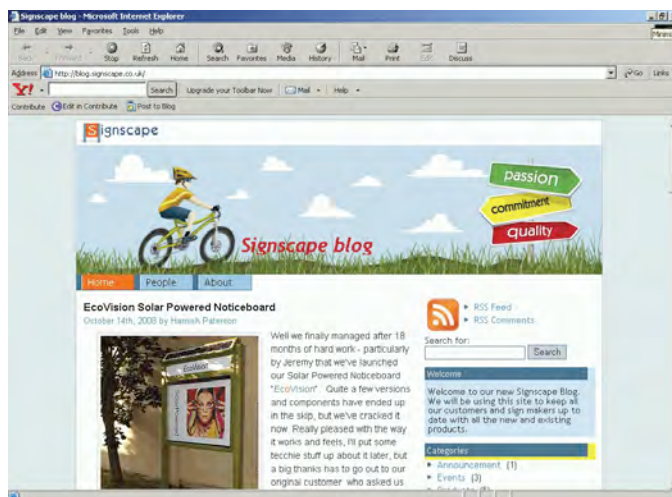 Signscape blog - Microsoft Internet Explorer
File Edit View Favorites Tools Help
Back Forward Stop Refresh Home Search Favorites Media History Mail Print Edit Discuss
Address http://blog.signscape.co.uk/ Go Links
Y! Search Upgrade your Toolbar Now Mail Help
Contribute Edit in Contribute Post to Blog
Signscape
passion
commitment
quality
Signscape blog
Home People About
EcoVision Solar Powered Noticeboard
October 14th, 2008 by Hamish Paterson
EcoVision
Well we finally managed after 18
months of hard work - particularly
by Jeremy that we've launched
our Solar Powered Noticeboard
"EcoVision". Quite a few versions
and components have ended up
in the skip, but we've cracked it
now. Really pleased with the way
it works and feels, I'll put some
tecchie stuff up about it later, but
a big thanks has to go out to our
original customer who asked us
RSS Feed
RSS Comments
Search for:
Search
Welcome
Welcome to our new Signscape Blog.
We will be using this site to keep all
our customers and sign makers up to
date with all the new and existing
products.
Categories
Announcement (1)
Events (3)